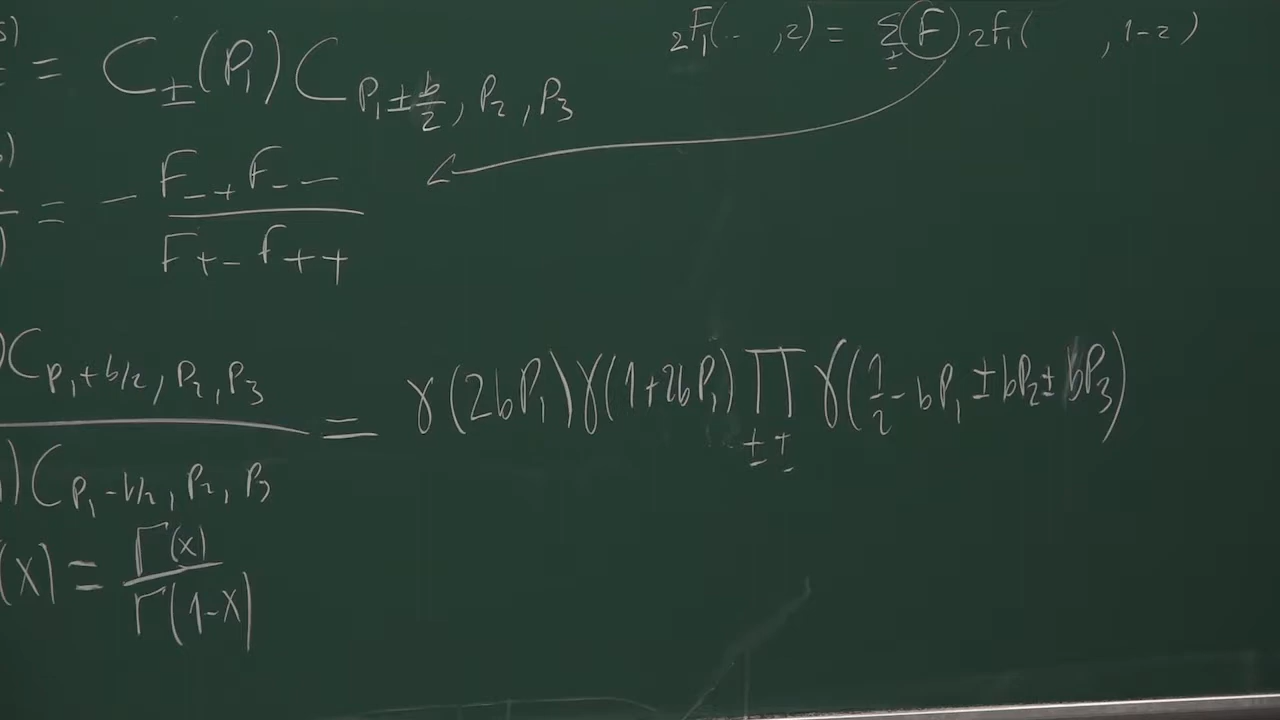 ₂F₁(.. , z) = Σ± (F) ₂F₁( , 1-z)
s) = C±(P₁) C_{P₁±b/2, P₂, P₃}
) = - F₋₊ F₋₋ / F₊₋ F₊₊
)C_{P₁+b/2, P₂, P₃} / )C_{P₁-b/2, P₂, P₃} = γ(2bP₁)γ(1+2bP₁) ∏±± γ(1/2 - bP₁ ± bP₂ ± bP₃)
(x) = Γ(x) / Γ(1-x)